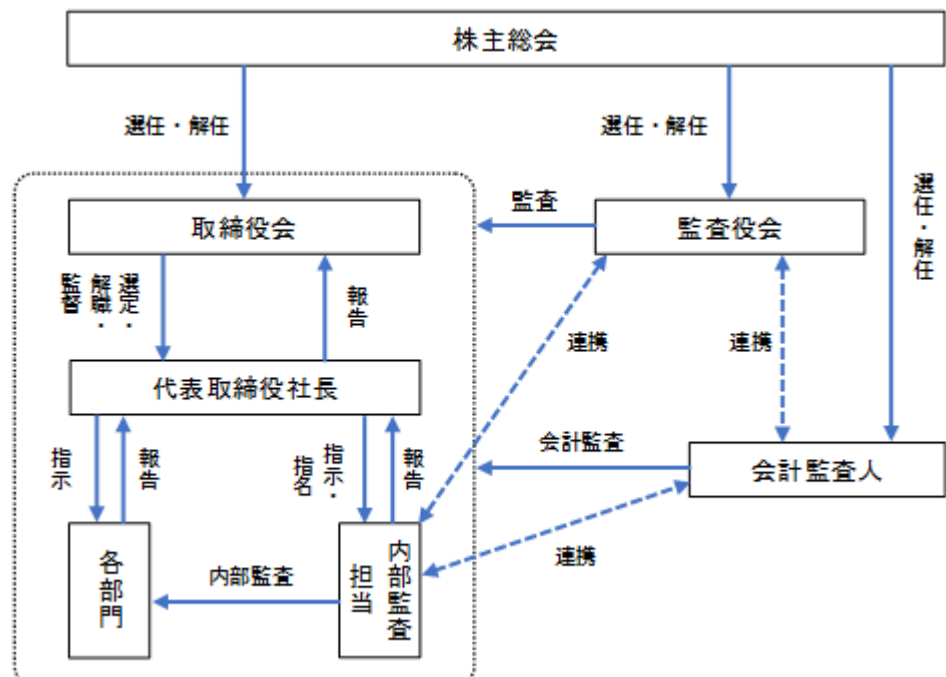 株主総会
選任・解任
選任・解任
選任・解任
監査
取締役会
監査役会
選定・
解職・
監督
報告
連携
連携
代表取締役社長
指示
報告
指示・
指名
報告
会計監査
会計監査人
各部門
内部監査
内部監査
担当
連携